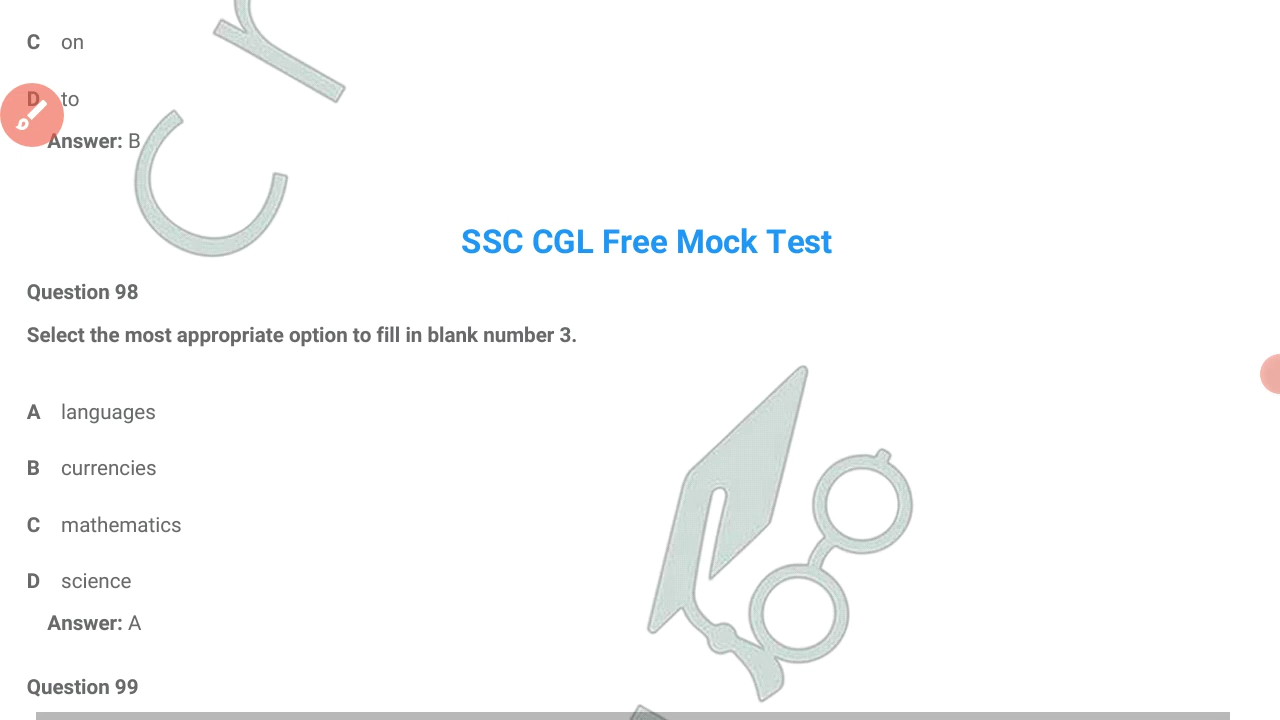 C on
D to
Answer: B
SSC CGL Free Mock Test
Question 98
Select the most appropriate option to fill in blank number 3.
A languages
B currencies
C mathematics
D science
Answer: A
Question 99